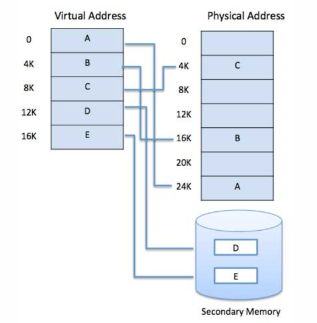 Virtual Address
Physical Address
0
A
4K
B
8K
C
12K
D
16K
E
0
4K
C
8K
12K
16K
B
20K
24K
A
D
E
Secondary Memory